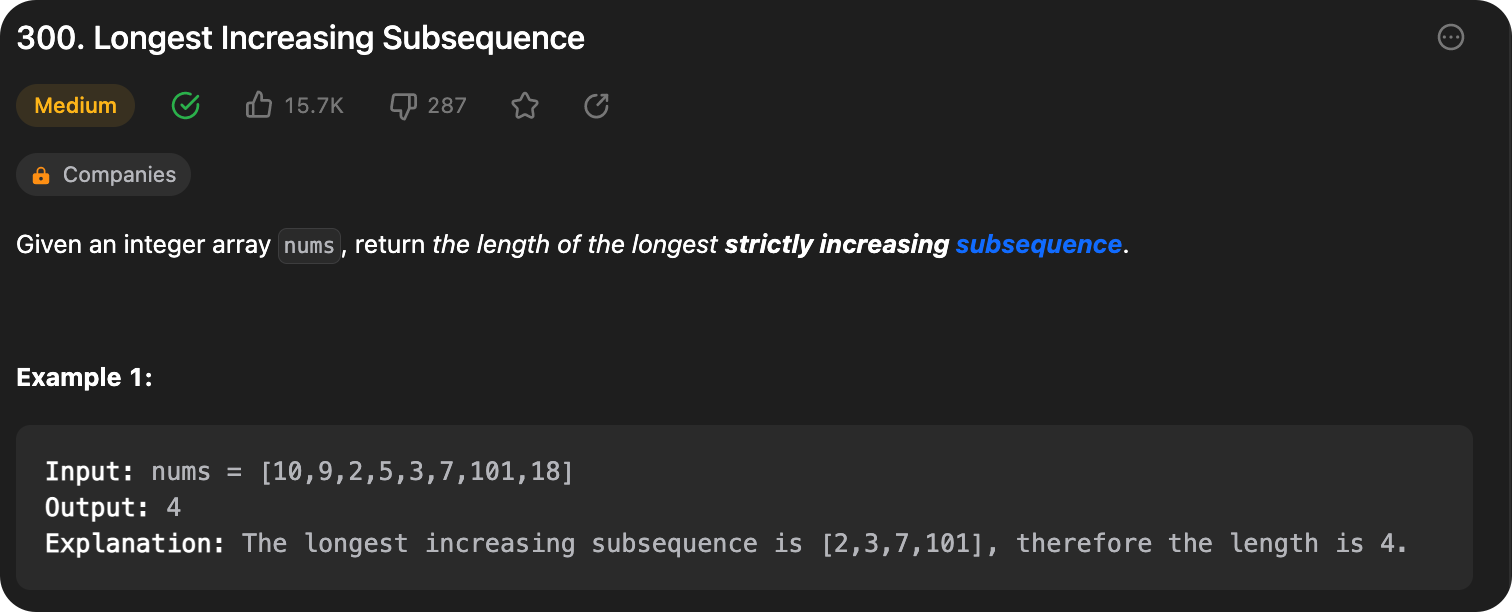 300. Longest Increasing Subsequence
Medium 15.7K 287
Companies
Given an integer array nums, return the length of the longest strictly increasing subsequence.
Example 1:
Input: nums = [10,9,2,5,3,7,101,18]
Output: 4
Explanation: The longest increasing subsequence is [2,3,7,101], therefore the length is 4.